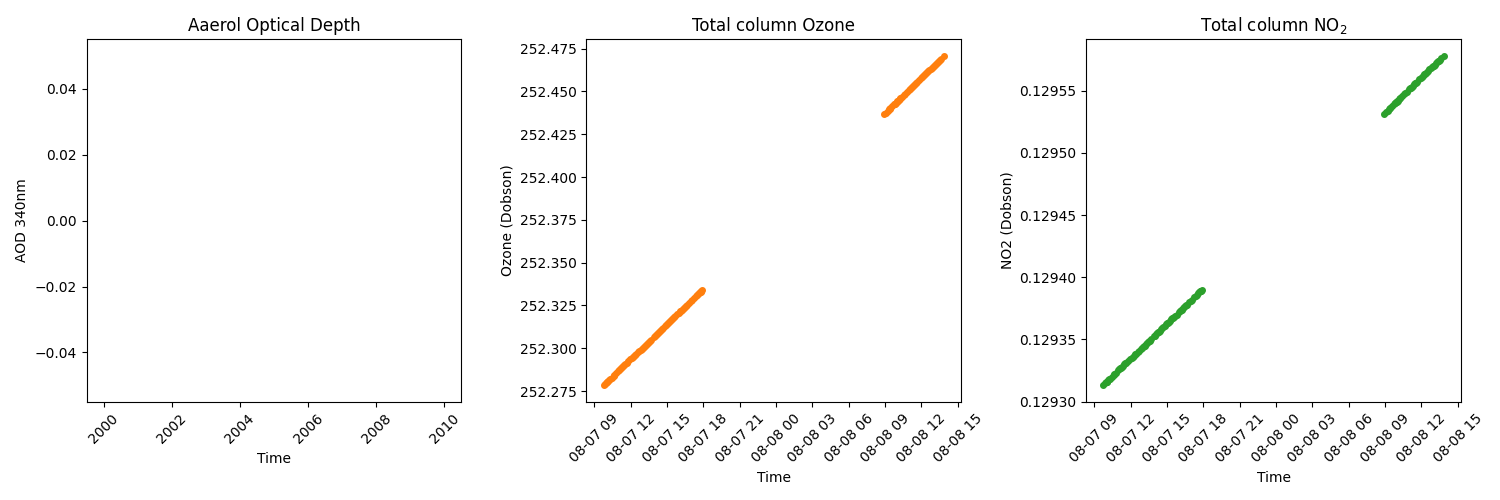 Aaerol Optical Depth
AOD 340nm
0.04
0.02
0.00
−0.02
−0.04
2000 2002 2004 2006 2008 2010
Time
Total column Ozone
Ozone (Dobson)
252.475
252.450
252.425
252.400
252.375
252.350
252.325
252.300
252.275
08-07 09 08-07 12 08-07 15 08-07 18 08-07 21 08-08 00 08-08 03 08-08 06 08-08 09 08-08 12 08-08 15
Time
Total column NO₂
NO2 (Dobson)
0.12955
0.12950
0.12945
0.12940
0.12935
0.12930
08-07 09 08-07 12 08-07 15 08-07 18 08-07 21 08-08 00 08-08 03 08-08 06 08-08 09 08-08 12 08-08 15
Time